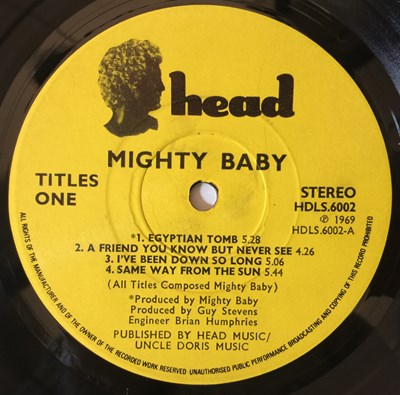 head
MIGHTY BABY
TITLES
ONE
STEREO
HDLS.6002
℗ 1969
HDLS.6002-A
*1. EGYPTIAN TOMB 5.28
2. A FRIEND YOU KNOW BUT NEVER SEE 4.26
3. I'VE BEEN DOWN SO LONG 5.06
4. SAME WAY FROM THE SUN 5.44
(All Titles Composed Mighty Baby)
*Produced by Mighty Baby
Produced by Guy Stevens
Engineer Brian Humphries
PUBLISHED BY HEAD MUSIC/
UNCLE DORIS MUSIC
ALL RIGHTS OF THE MANUFACTURER AND OF THE OWNER OF THE RECORDED WORK RESERVED UNAUTHORISED PUBLIC PERFORMANCE BROADCASTING AND COPYING OF THIS RECORD PROHIBITED